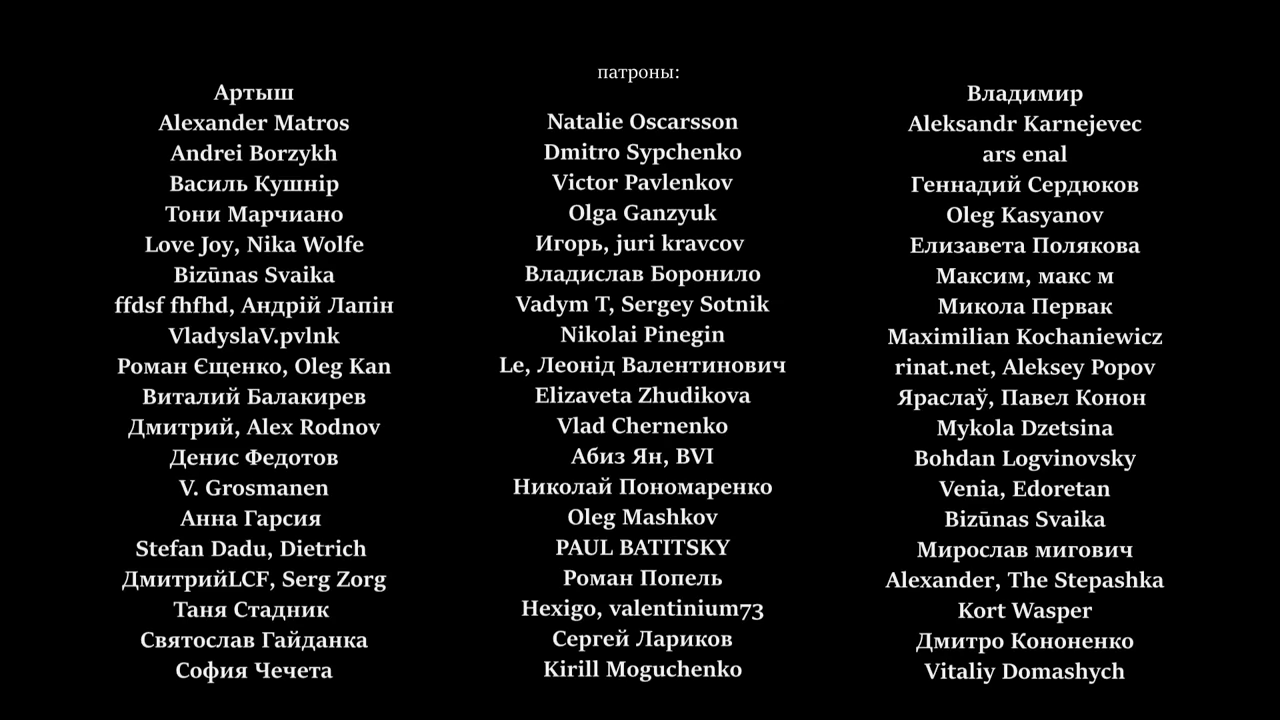 патроны:
Артыш
Alexander Matros
Andrei Borzykh
Василь Кушнір
Тони Марчиано
Love Joy, Nika Wolfe
Bizūnas Svaika
ffdsf fhfhd, Андрій Лапін
VladyslaV.pvlnk
Роман Єщенко, Oleg Kan
Виталий Балакирев
Дмитрий, Alex Rodnov
Денис Федотов
V. Grosmanen
Анна Гарсия
Stefan Dadu, Dietrich
ДмитрийLCF, Serg Zorg
Таня Стадник
Святослав Гайданка
София Чечета
Natalie Oscarsson
Dmitro Sypchenko
Victor Pavlenkov
Olga Ganzyuk
Игорь, juri kravcov
Владислав Боронило
Vadym T, Sergey Sotnik
Nikolai Pinegin
Le, Леонід Валентинович
Elizaveta Zhudikova
Vlad Chernenko
Абиз Ян, BVI
Николай Пономаренко
Oleg Mashkov
PAUL BATITSKY
Роман Попель
Hexigo, valentinium73
Сергей Лариков
Kirill Moguchenko
Владимир
Aleksandr Karnejevec
ars enal
Геннадий Сердюков
Oleg Kasyanov
Елизавета Полякова
Максим, макс м
Микола Первак
Maximilian Kochaniewicz
rinat.net, Aleksey Popov
Яраслаў, Павел Конон
Mykola Dzetsina
Bohdan Logvinovsky
Venia, Edoretan
Bizūnas Svaika
Мирослав мигович
Alexander, The Stepashka
Kort Wasper
Дмитро Кононенко
Vitaliy Domashych